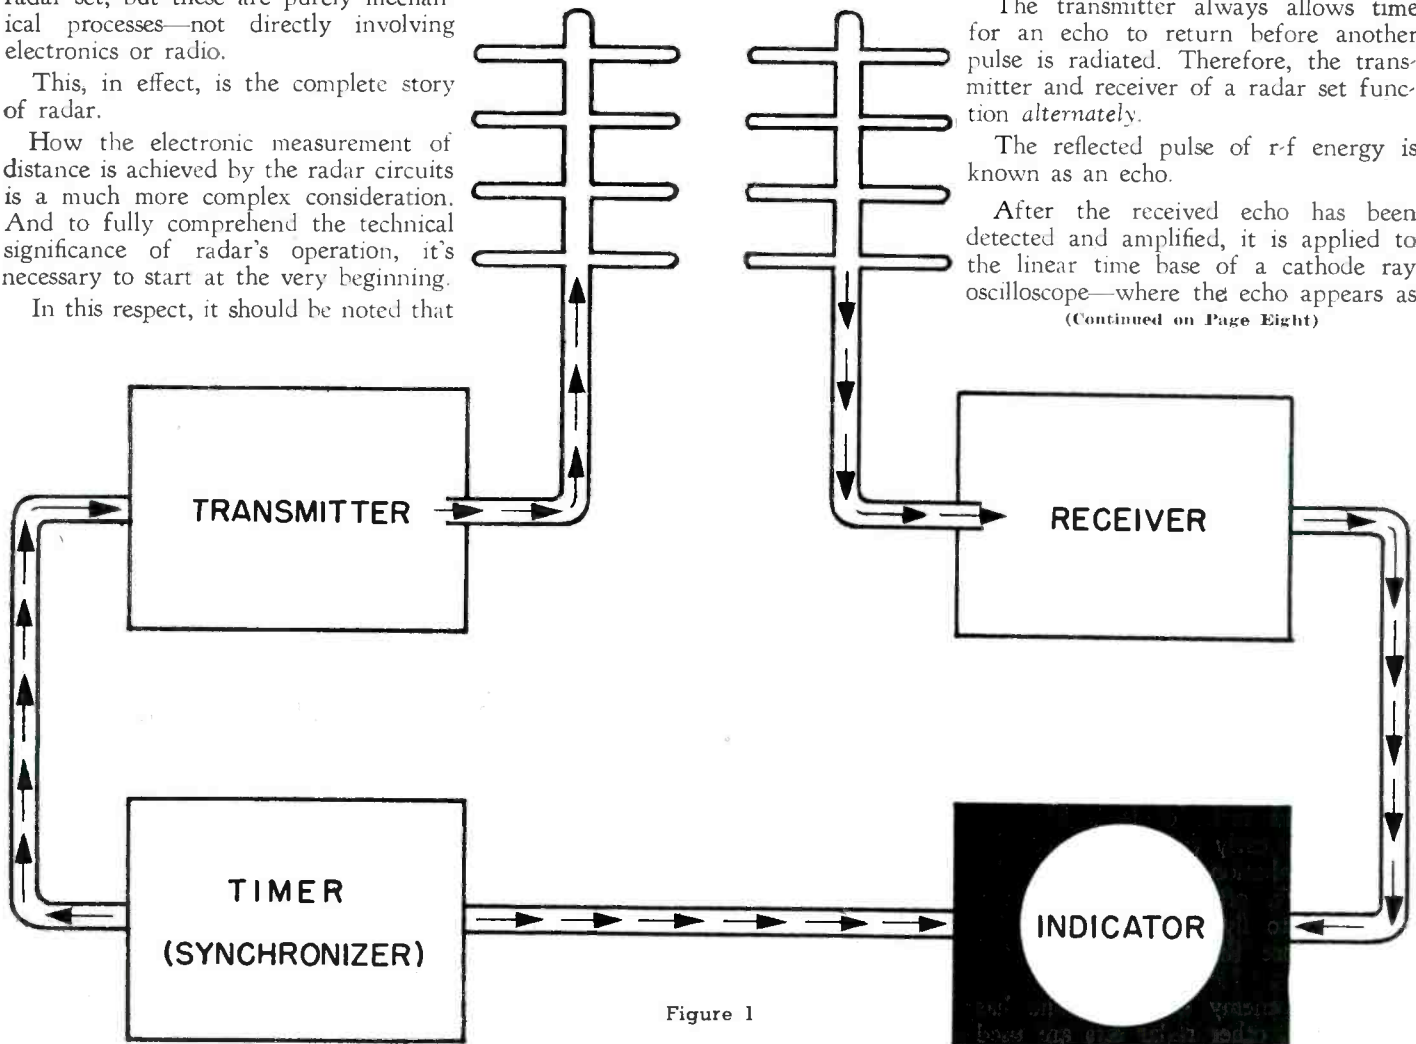 radar set, but these are purely mechan-
ical processes—not directly involving
electronics or radio.
This, in effect, is the complete story
of radar.
How the electronic measurement of
distance is achieved by the radar circuits
is a much more complex consideration.
And to fully comprehend the technical
significance of radar's operation, it's
necessary to start at the very beginning.
In this respect, it should be noted that
The transmitter always allows time
for an echo to return before another
pulse is radiated. Therefore, the trans-
mitter and receiver of a radar set func-
tion alternately.
The reflected pulse of r-f energy is
known as an echo.
After the received echo has been
detected and amplified, it is applied to
the linear time base of a cathode ray
oscilloscope—where the echo appears as
(Continued on Page Eight)
TRANSMITTER
RECEIVER
TIMER
(SYNCHRONIZER)
INDICATOR
Figure 1